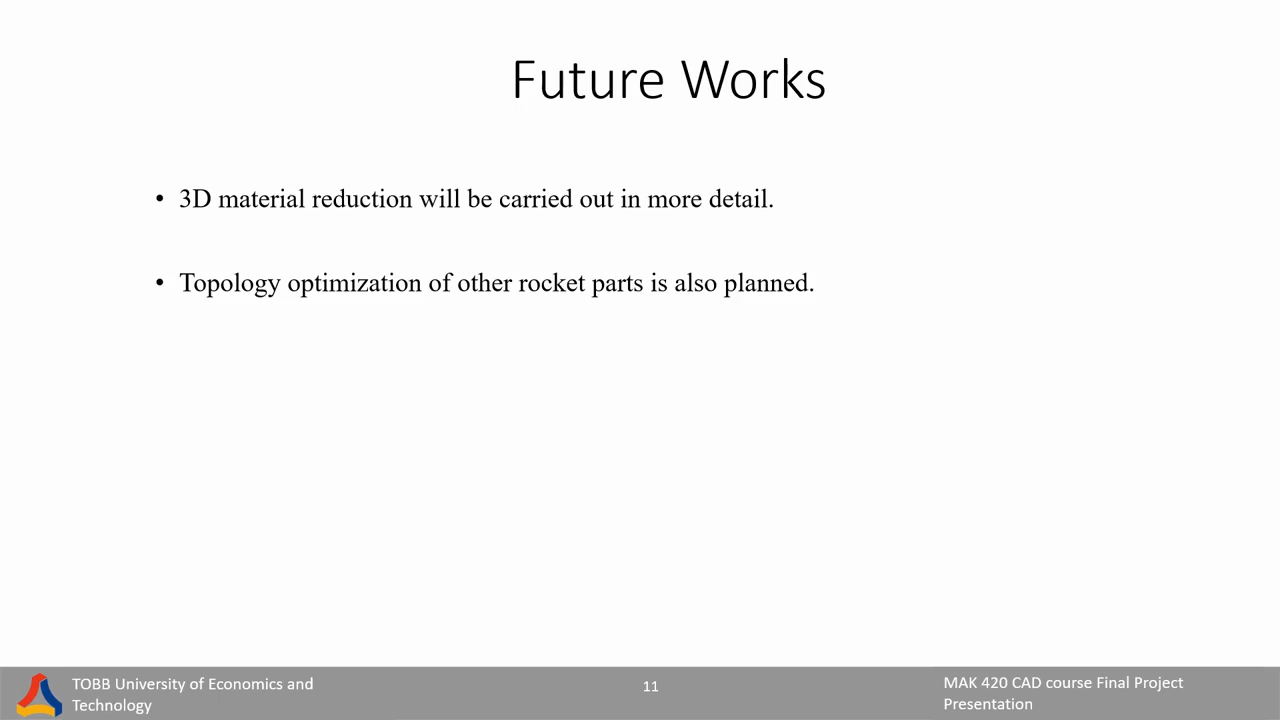 Future Works
• 3D material reduction will be carried out in more detail.
• Topology optimization of other rocket parts is also planned.
TOBB University of Economics and
Technology
11
MAK 420 CAD course Final Project
Presentation